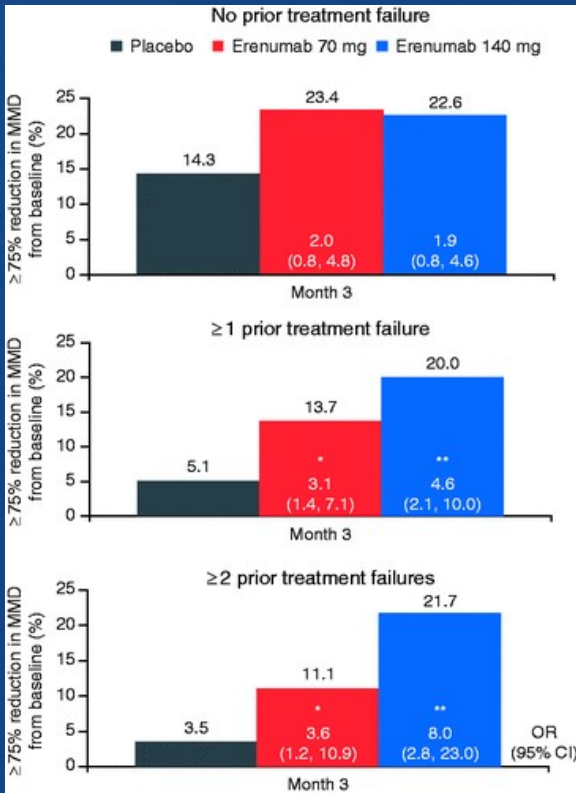 No prior treatment failure
Placebo Erenumab 70 mg Erenumab 140 mg
≥75% reduction in MMD
from baseline (%)
25
20
15
10
5
0
14.3
23.4
22.6
2.0
(0.8, 4.8)
1.9
(0.8, 4.6)
Month 3
≥1 prior treatment failure
≥75% reduction in MMD
from baseline (%)
25
20
15
10
5
0
5.1
13.7
20.0
*
3.1
(1.4, 7.1)
**
4.6
(2.1, 10.0)
Month 3
≥2 prior treatment failures
≥75% reduction in MMD
from baseline (%)
25
20
15
10
5
0
3.5
11.1
21.7
*
3.6
(1.2, 10.9)
**
8.0
(2.8, 23.0)
OR
(95% CI)
Month 3